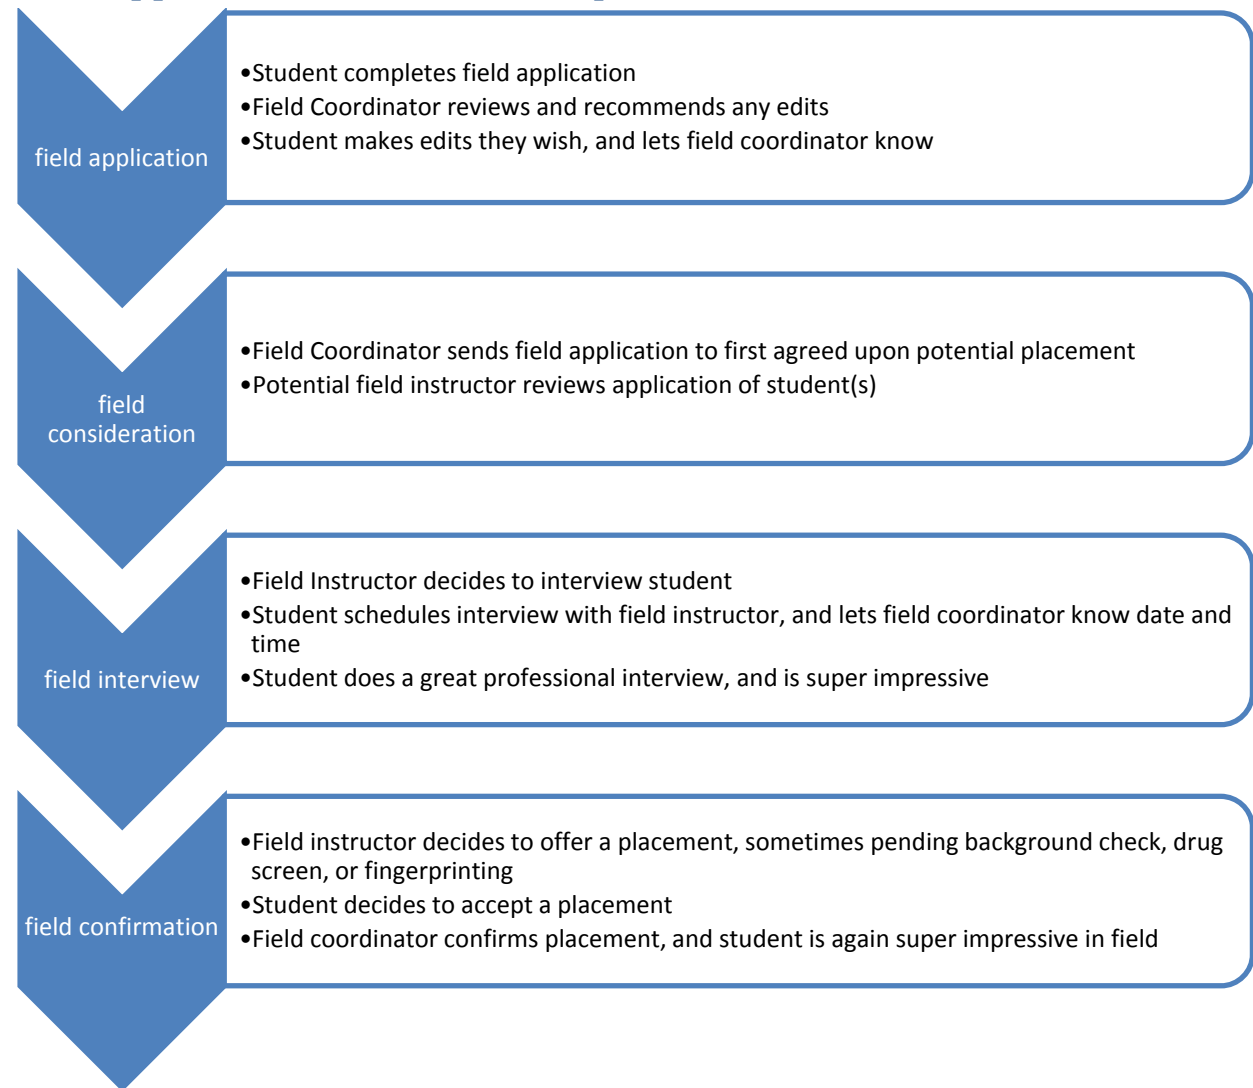 •Student completes field application
•Field Coordinator reviews and recommends any edits
•Student makes edits they wish, and lets field coordinator know
field application
•Field Coordinator sends field application to first agreed upon potential placement
•Potential field instructor reviews application of student(s)
field
consideration
•Field Instructor decides to interview student
•Student schedules interview with field instructor, and lets field coordinator know date and
time
•Student does a great professional interview, and is super impressive
field interview
•Field instructor decides to offer a placement, sometimes pending background check, drug
screen, or fingerprinting
•Student decides to accept a placement
•Field coordinator confirms placement, and student is again super impressive in field
field confirmation